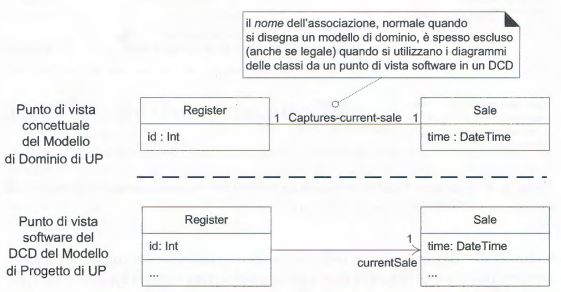 il nome dell'associazione, normale quando
si disegna un modello di dominio, è spesso escluso
(anche se legale) quando si utilizzano i diagrammi
delle classi da un punto di vista software in un DCD
Punto di vista
concettuale
del Modello
di Dominio di UP
Register
id : Int
1 Captures-current-sale 1
Sale
time : DateTime
Punto di vista
software del
DCD del Modello
di Progetto di UP
Register
id: Int
...
1
currentSale
Sale
time: DateTime
...